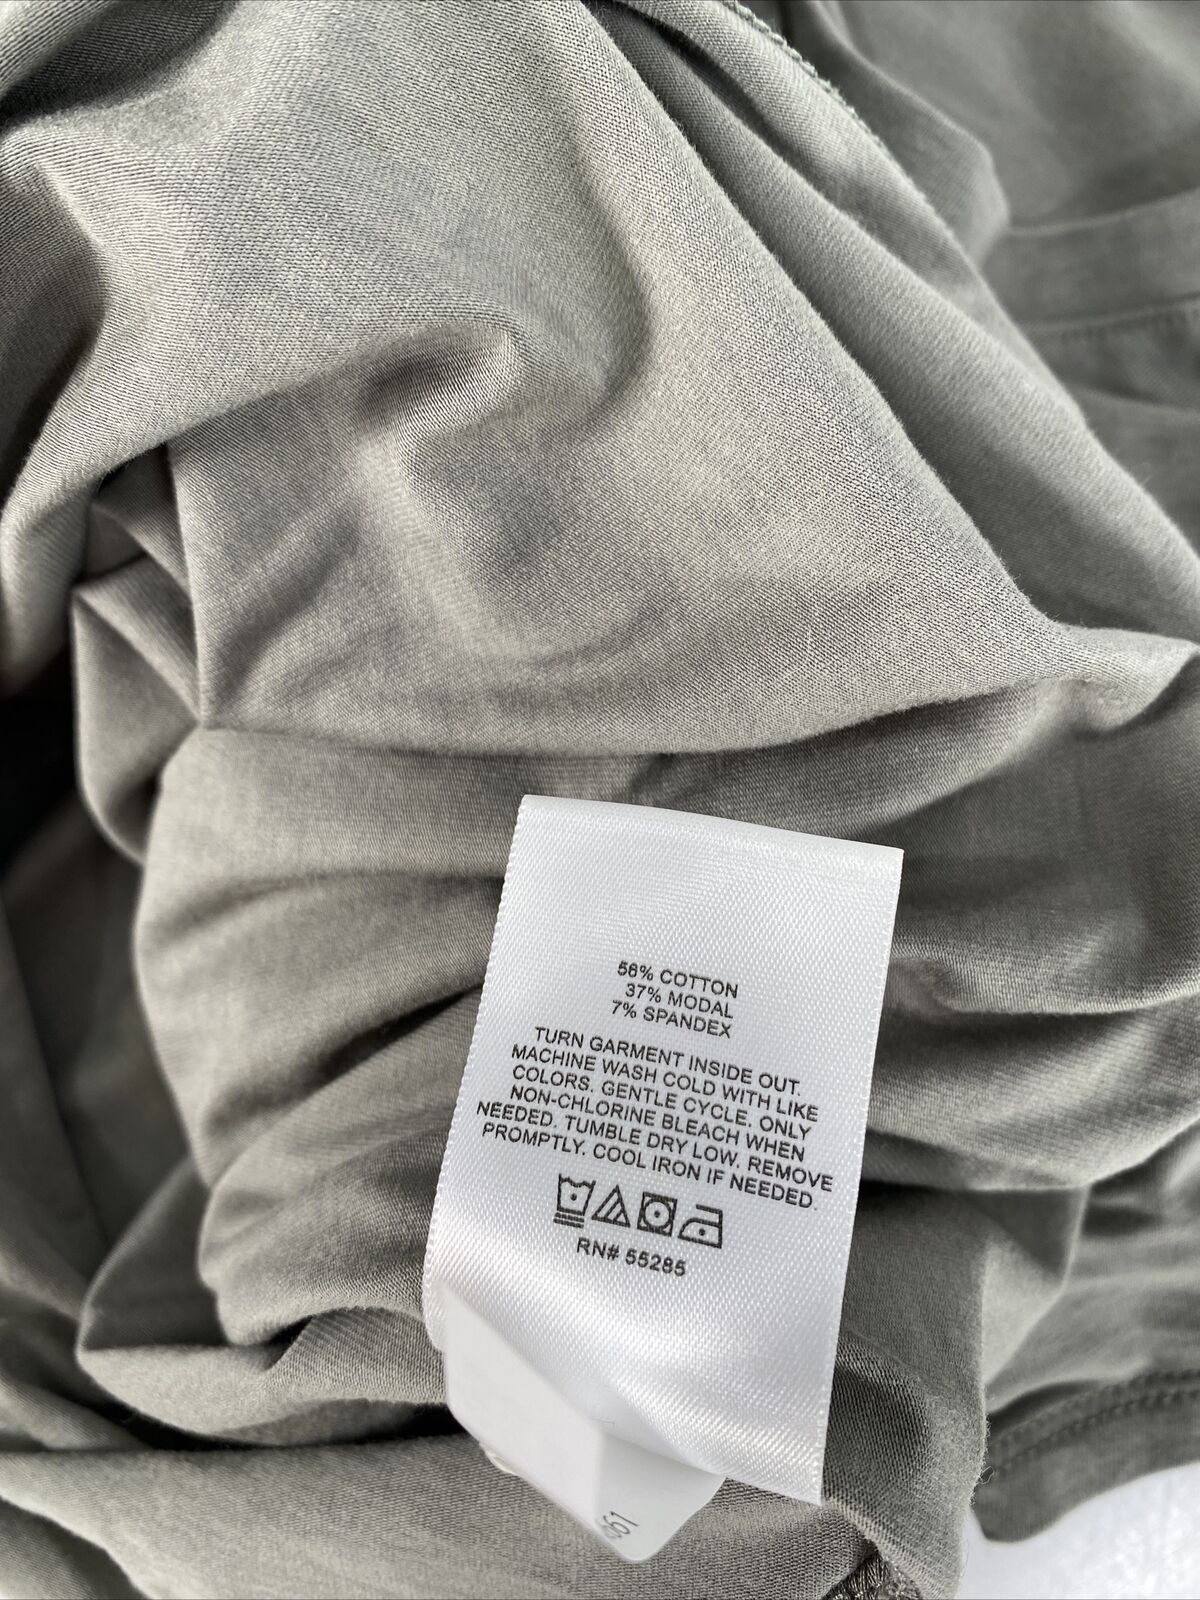 56% COTTON
37% MODAL
7% SPANDEX
TURN GARMENT INSIDE OUT.
MACHINE WASH COLD WITH LIKE
COLORS. GENTLE CYCLE. ONLY
NON-CHLORINE BLEACH WHEN
NEEDED. TUMBLE DRY LOW. REMOVE
PROMPTLY. COOL IRON IF NEEDED.
RN# 55285